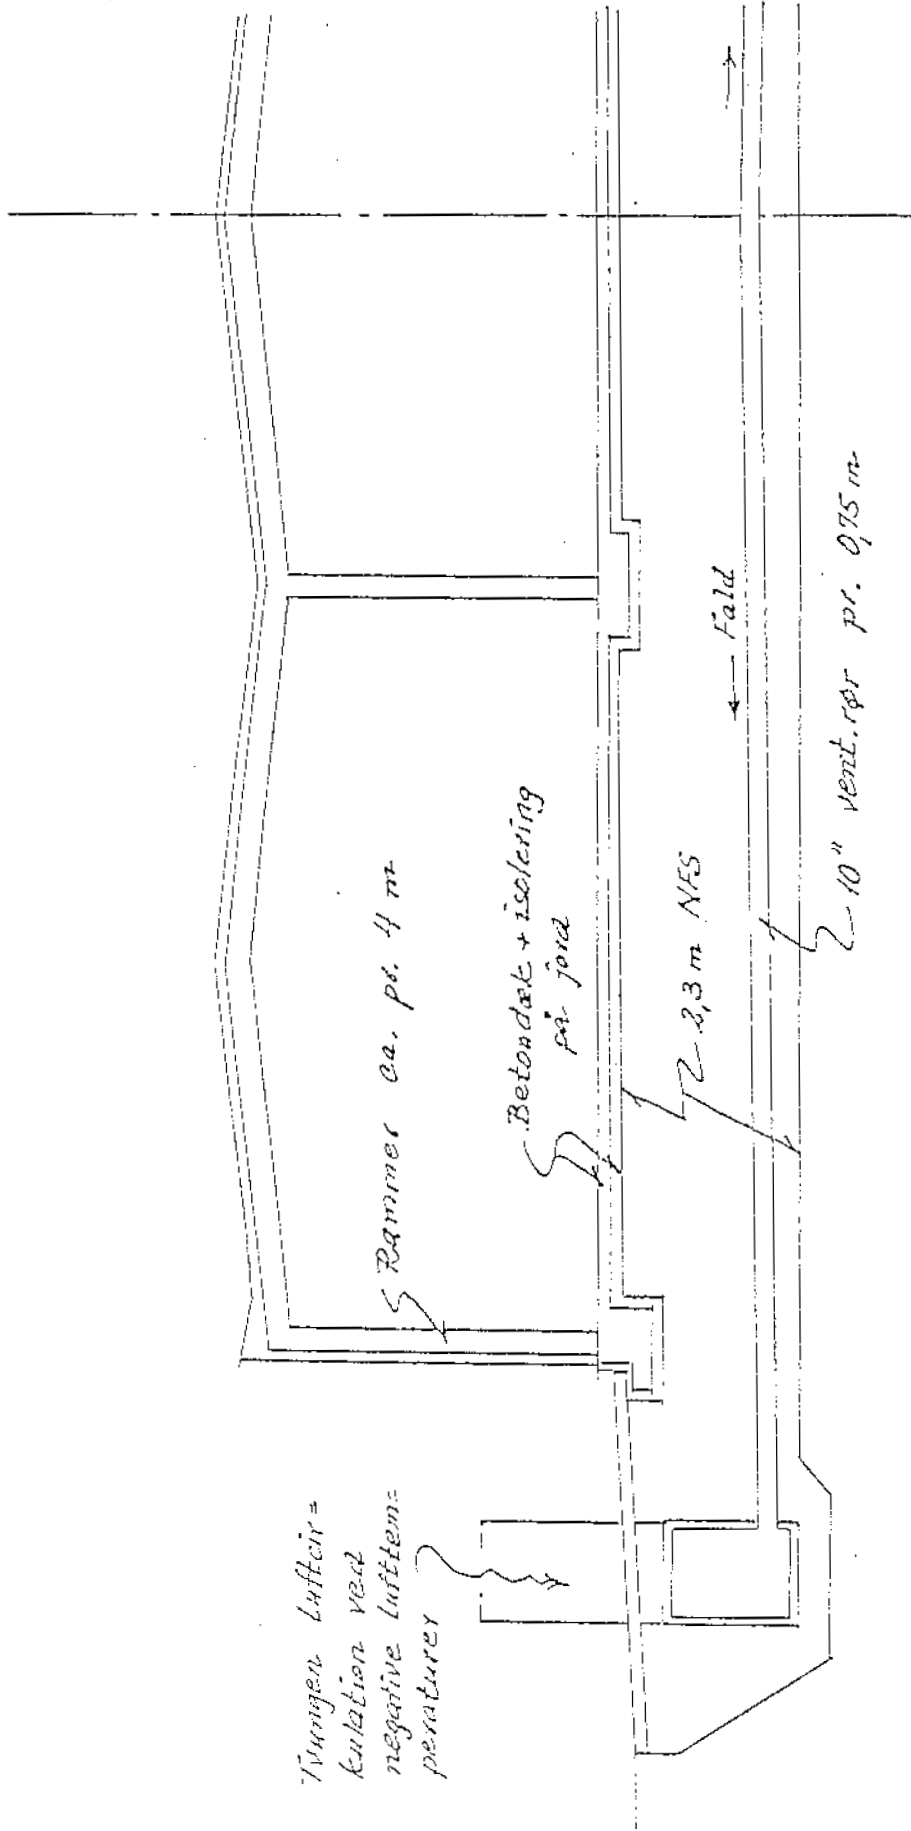 Tvungen luftcir=
kulation ved
negative lufttem=
peraturer
Rammer ca. pr. 4 m
Betondæk + isolering
på jord
2,3 m NFS
← Fald
10" vent.rør pr. 0,75 m